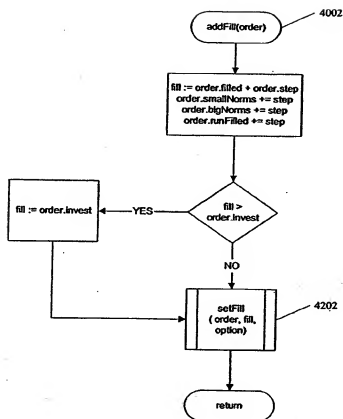 addFill(order)
4002
fill := order.filled + order.step
order.smallNorms += step
order.bigNorms += step
order.runFilled += step
fill >
order.invest
YES
fill := order.invest
NO
setFill
( order, fill,
option)
4202
return